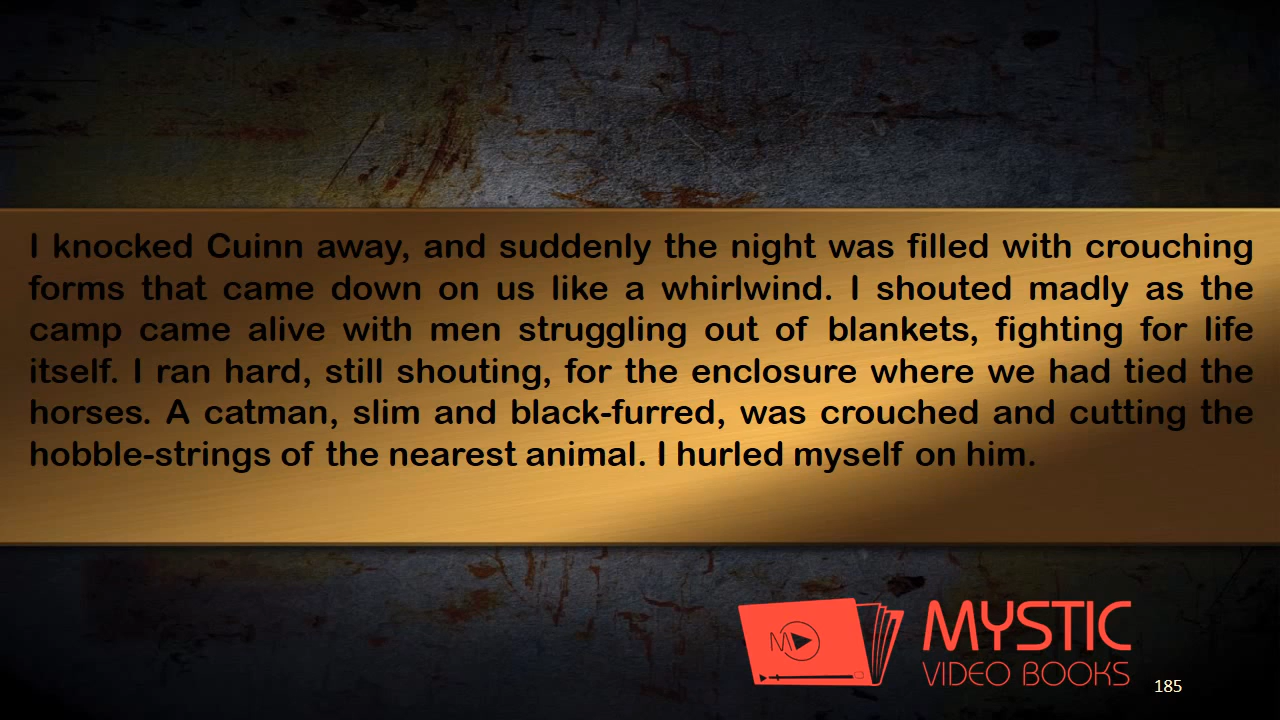 I knocked Cuinn away, and suddenly the night was filled with crouching
forms that came down on us like a whirlwind. I shouted madly as the
camp came alive with men struggling out of blankets, fighting for life
itself. I ran hard, still shouting, for the enclosure where we had tied the
horses. A catman, slim and black-furred, was crouched and cutting the
hobble-strings of the nearest animal. I hurled myself on him.
M
MYSTIC
VIDEO BOOKS
185